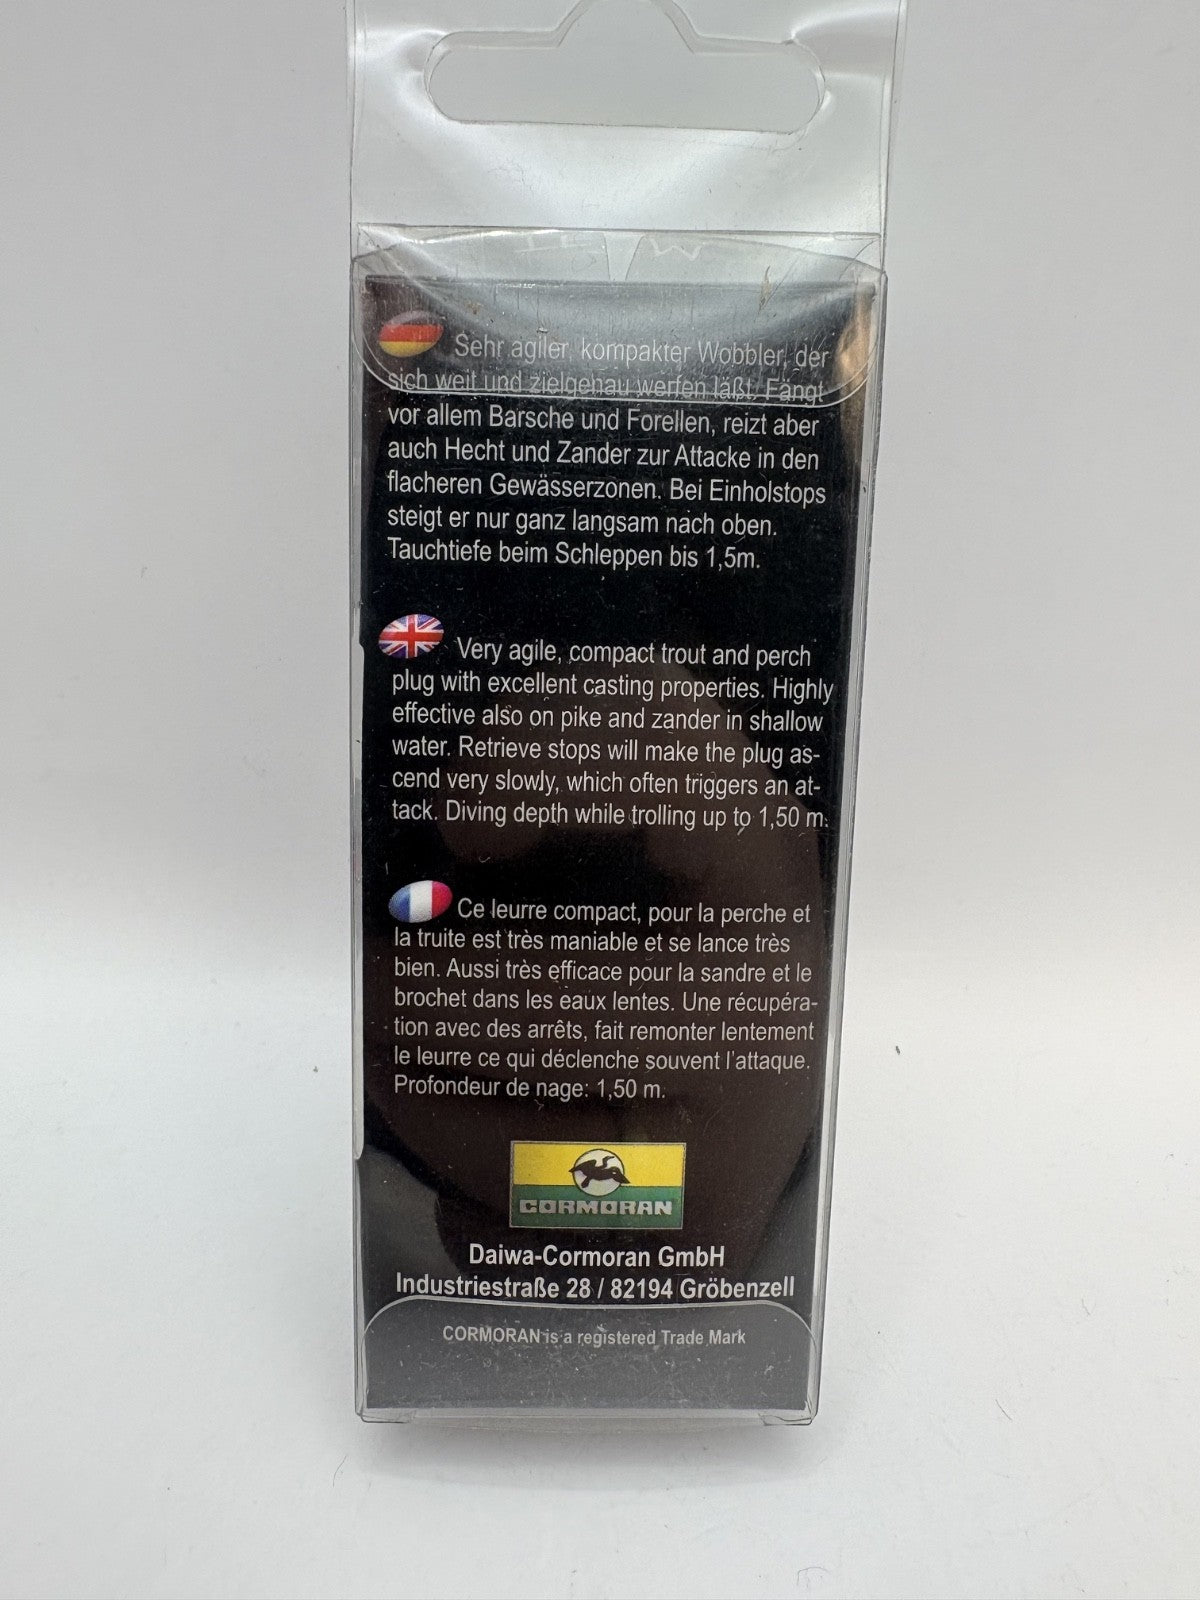 Sehr agiler, kompakter Wobbler, der
sich weit und zielgehau werfen läßt. Fängt
vor allem Barsche und Forellen, reizt aber
auch Hecht und Zander zur Attacke in den
flacheren Gewässerzonen. Bei Einholstops
steigt er nur ganz langsam nach oben.
Tauchtiefe beim Schleppen bis 1,5m.
Very agile, compact trout and perch
plug with excellent casting properties. Highly
effective also on pike and zander in shallow
water. Retrieve stops will make the plug as-
cend very slowly, which often triggers an at-
tack. Diving depth while trolling up to 1,50 m.
Ce leurre compact, pour la perche et
la truite est très maniable et se lance très
bien. Aussi très efficace pour la sandre et le
brochet dans les eaux lentes. Une récupéra-
tion avec des arrêts, fait remonter lentement
le leurre ce qui déclenche souvent l'attaque.
Profondeur de nage: 1,50 m.
CORMORAN
Daiwa-Cormoran GmbH
Industriestraße 28 / 82194 Gröbenzell
CORMORAN is a registered Trade Mark